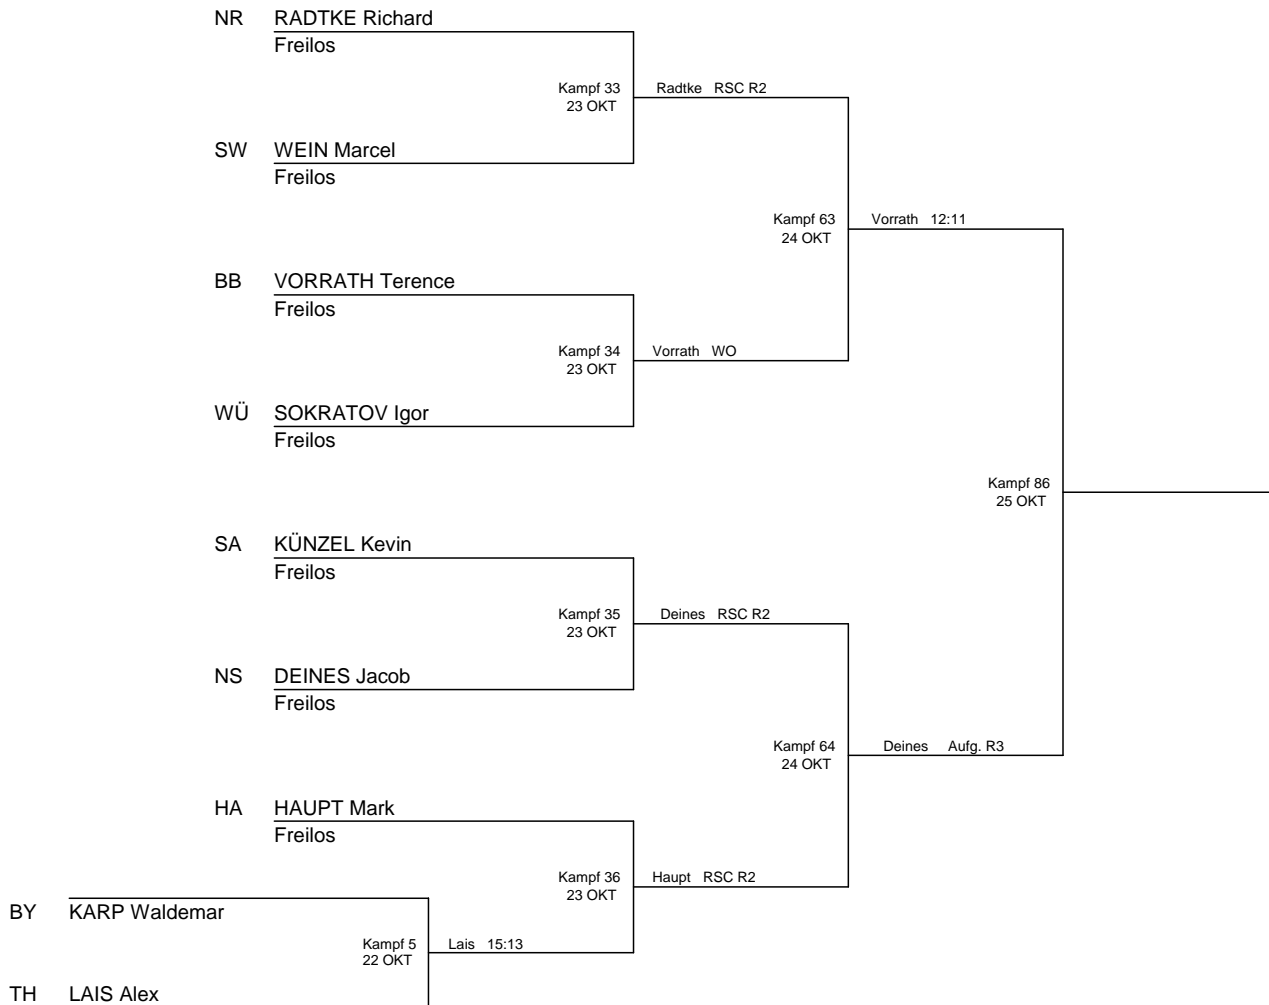 NR RADTKE Richard
Freilos
Kampf 33 Radtke RSC R2
23 OKT
SW WEIN Marcel
Freilos
Kampf 63 Vorrath 12:11
24 OKT
BB VORRATH Terence
Freilos
Kampf 34 Vorrath WO
23 OKT
WÜ SOKRATOV Igor
Freilos
Kampf 86
25 OKT
SA KÜNZEL Kevin
Freilos
Kampf 35 Deines RSC R2
23 OKT
NS DEINES Jacob
Freilos
Kampf 64 Deines Aufg. R3
24 OKT
HA HAUPT Mark
Freilos
Kampf 36 Haupt RSC R2
23 OKT
BY KARP Waldemar
Kampf 5 Lais 15:13
22 OKT
TH LAIS Alex